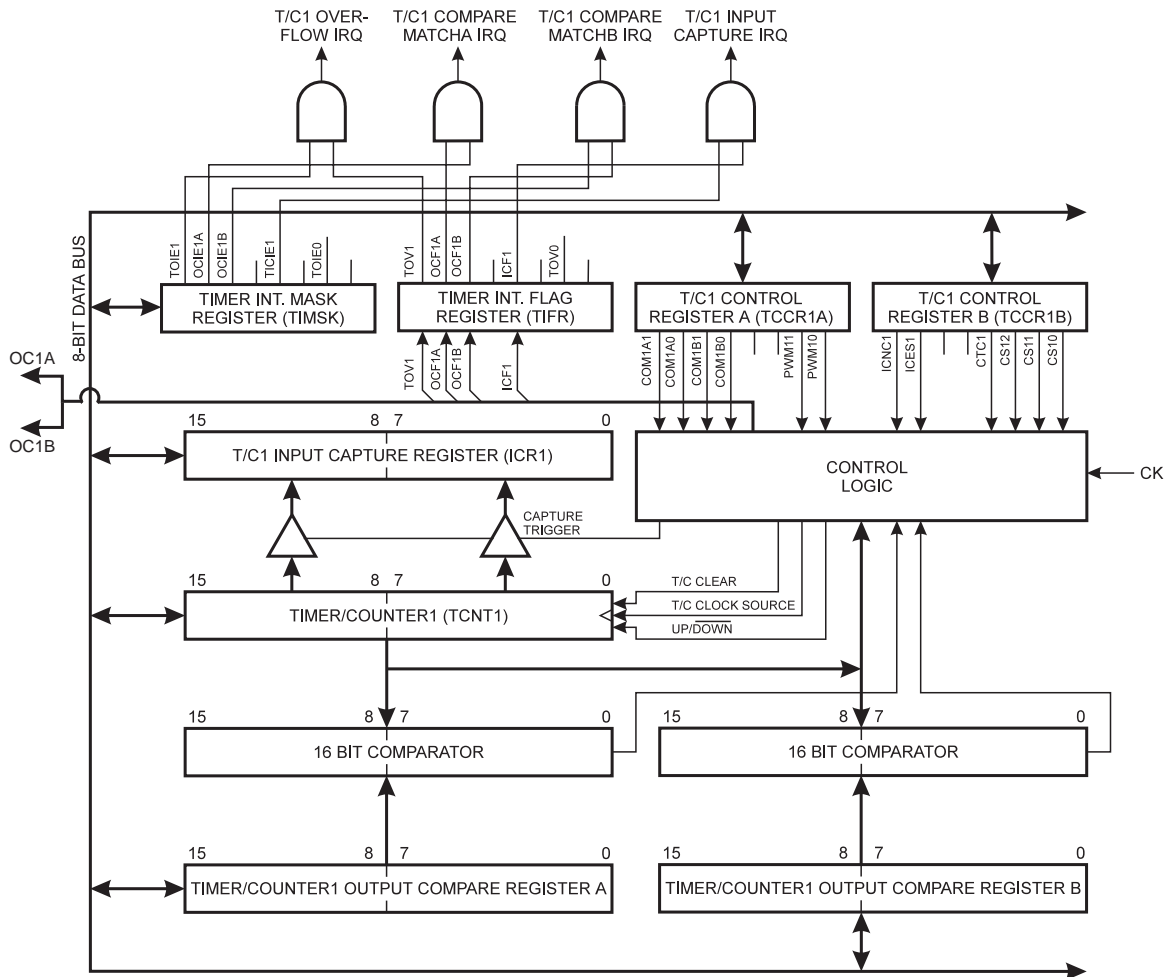 T/C1 OVER-
FLOW IRQ
T/C1 COMPARE
MATCHA IRQ
T/C1 COMPARE
MATCHB IRQ
T/C1 INPUT
CAPTURE IRQ
8-BIT DATA BUS
TOIE1
OCIE1A
OCIE1B
TICIE1
TOIE0
TOV1
OCF1A
OCF1B
ICF1
TOV0
TIMER INT. MASK
REGISTER (TIMSK)
TIMER INT. FLAG
REGISTER (TIFR)
T/C1 CONTROL
REGISTER A (TCCR1A)
T/C1 CONTROL
REGISTER B (TCCR1B)
TOV1
OCF1A
OCF1B
ICF1
COM1A1
COM1A0
COM1B1
COM1B0
PWM11
PWM10
ICNC1
ICES1
CTC1
CS12
CS11
CS10
OC1A
OC1B
15 8 7 0
T/C1 INPUT CAPTURE REGISTER (ICR1)
CONTROL
LOGIC
CK
CAPTURE
TRIGGER
15 8 7 0
TIMER/COUNTER1 (TCNT1)
T/C CLEAR
T/C CLOCK SOURCE
UP/DOWN
15 8 7 0
16 BIT COMPARATOR
15 8 7 0
16 BIT COMPARATOR
15 8 7 0
TIMER/COUNTER1 OUTPUT COMPARE REGISTER A
15 8 7 0
TIMER/COUNTER1 OUTPUT COMPARE REGISTER B